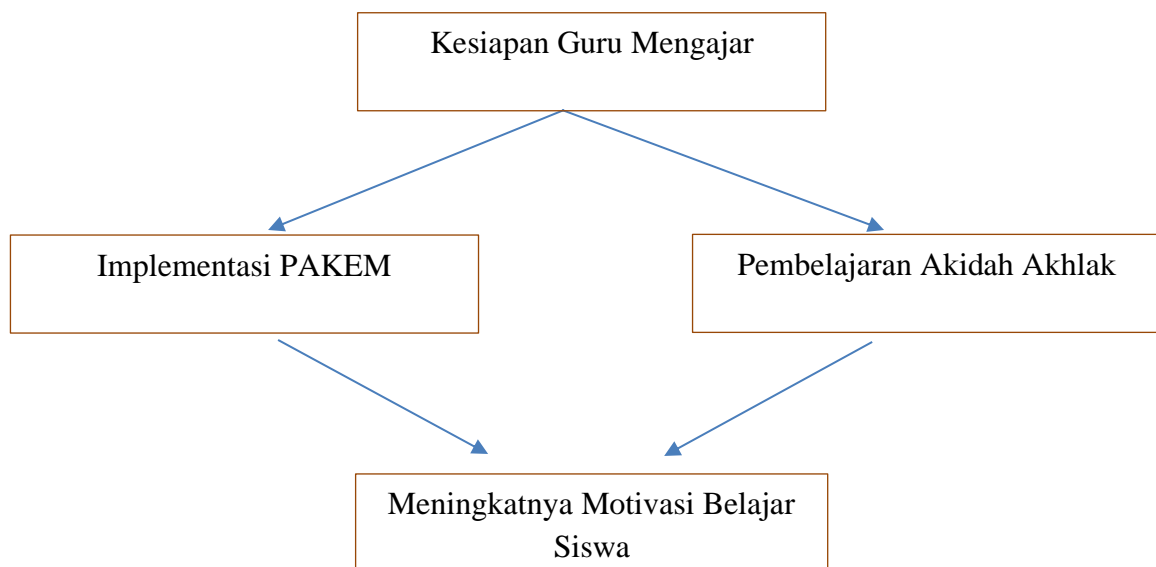 Kesiapan Guru Mengajar
Implementasi PAKEM
Pembelajaran Akidah Akhlak
Meningkatnya Motivasi Belajar
Siswa